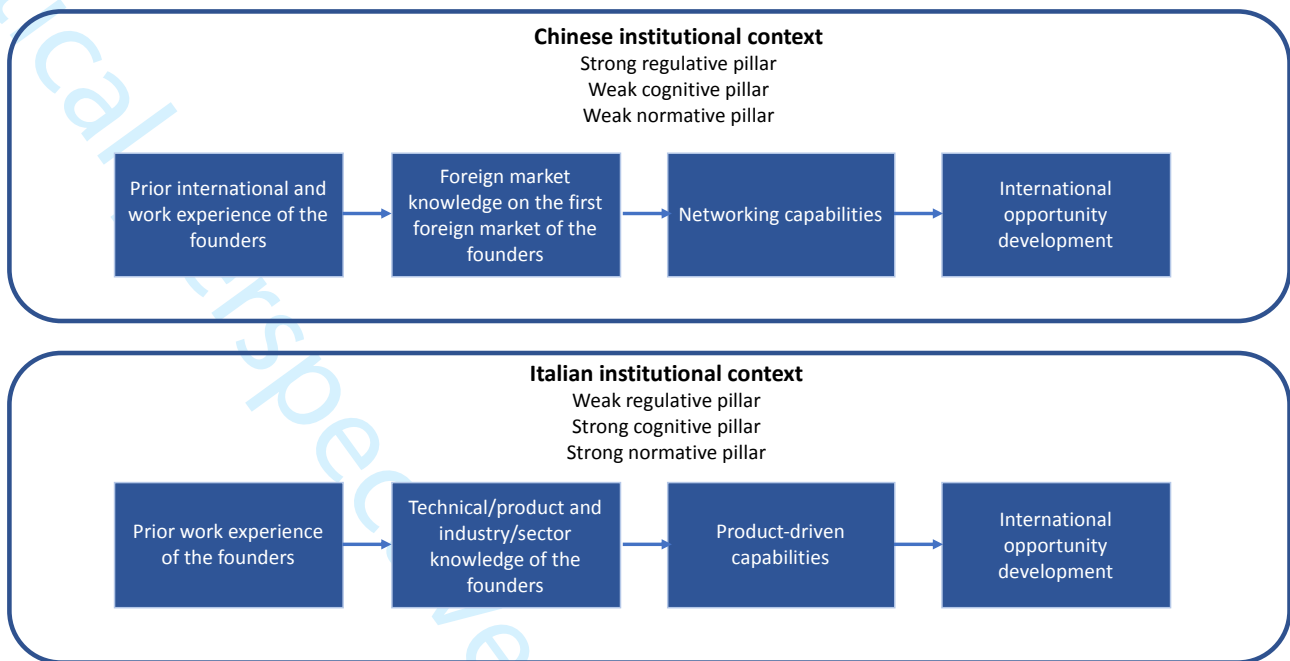 Chinese institutional context
Strong regulative pillar
Weak cognitive pillar
Weak normative pillar
Prior international and
work experience of the
founders
Foreign market
knowledge on the first
foreign market of the
founders
Networking capabilities
International
opportunity
development
Italian institutional context
Weak regulative pillar
Strong cognitive pillar
Strong normative pillar
Prior work experience
of the founders
Technical/product and
industry/sector
knowledge of the
founders
Product-driven
capabilities
International
opportunity
development